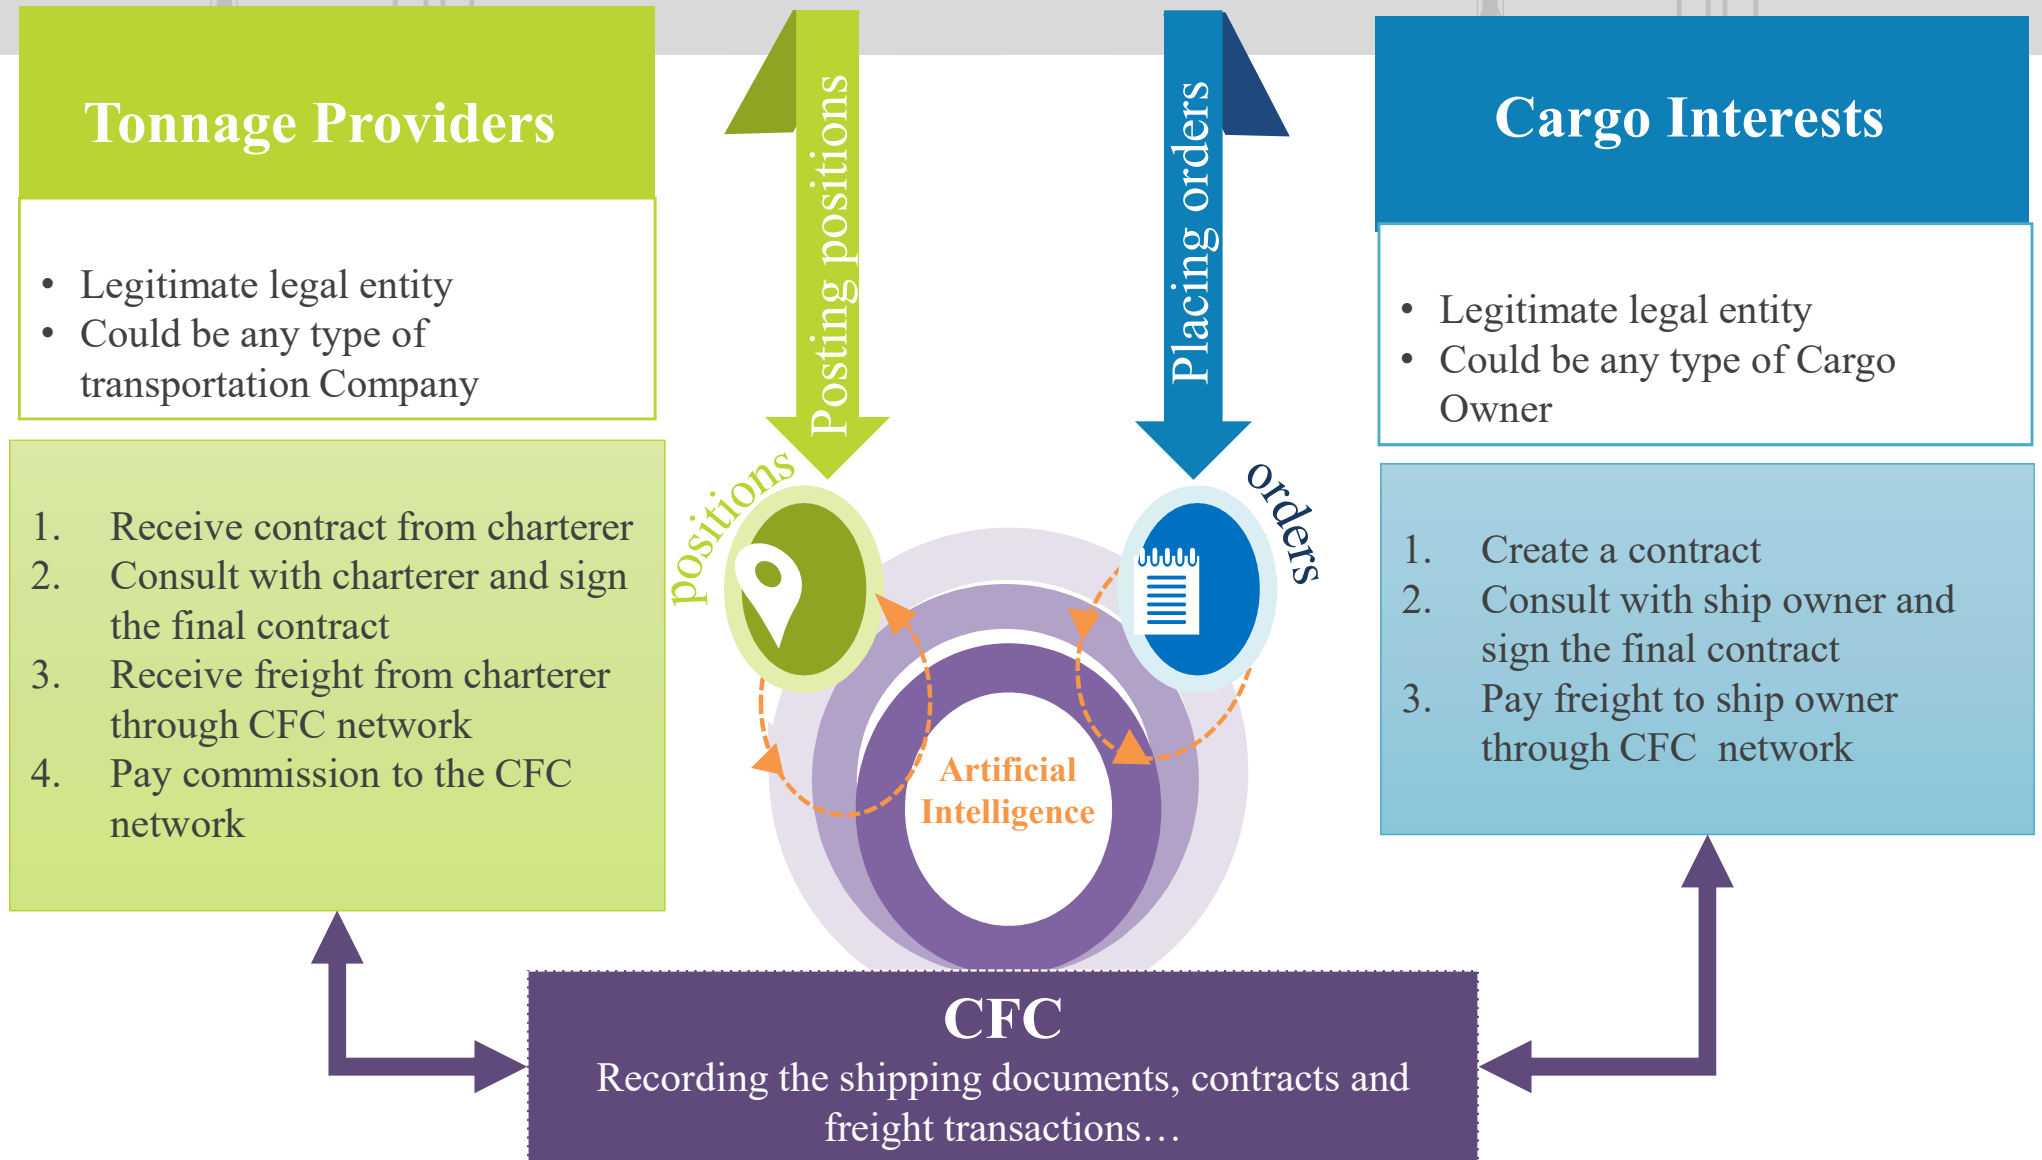 Tonnage Providers
• Legitimate legal entity
• Could be any type of
transportation Company
1. Receive contract from charterer
2. Consult with charterer and sign
the final contract
3. Receive freight from charterer
through CFC network
4. Pay commission to the CFC
network
Posting positions
positions
Placing orders
orders
Artificial
Intelligence
Cargo Interests
• Legitimate legal entity
• Could be any type of Cargo
Owner
1. Create a contract
2. Consult with ship owner and
sign the final contract
3. Pay freight to ship owner
through CFC network
CFC
Recording the shipping documents, contracts and
freight transactions…